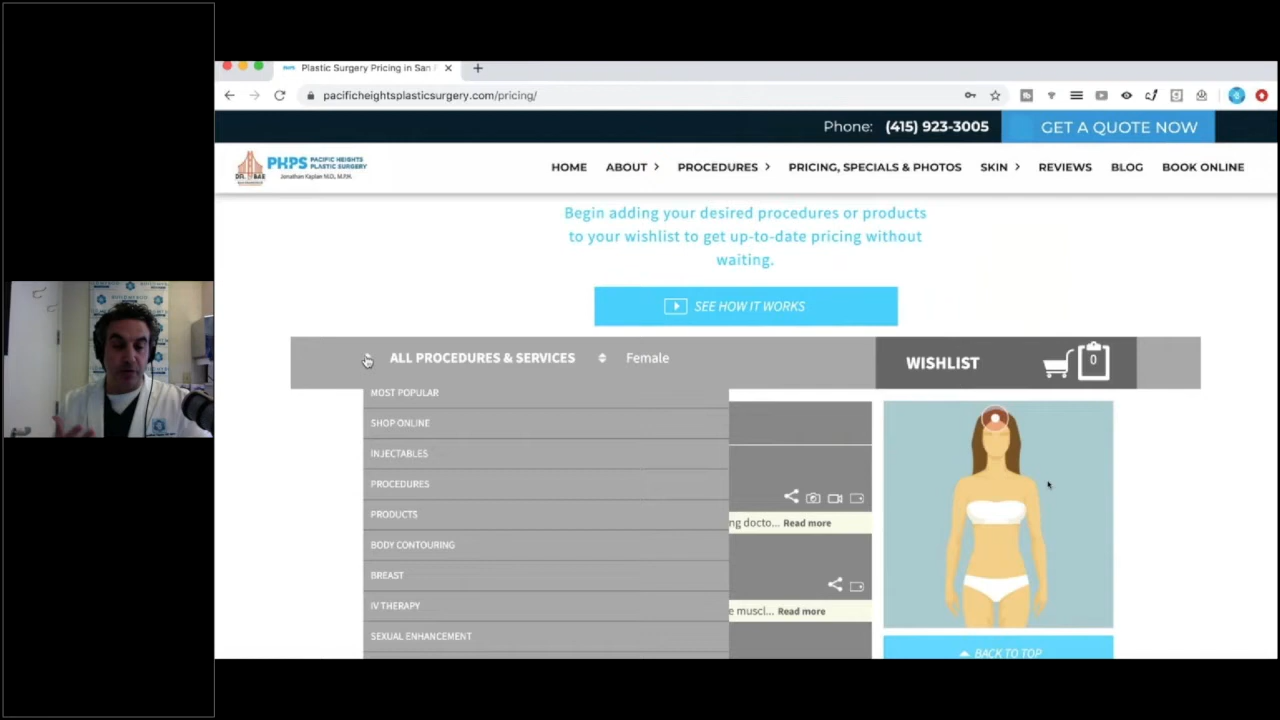 Plastic Surgery Pricing in San
pacificheightsplasticsurgery.com/pricing/
Phone: (415) 923-3005 GET A QUOTE NOW
PHPS PACIFIC HEIGHTS PLASTIC SURGERY
Jonathan Kaplan M.D., M.P.H.
HOME ABOUT PROCEDURES PRICING, SPECIALS & PHOTOS SKIN REVIEWS BLOG BOOK ONLINE
Begin adding your desired procedures or products
to your wishlist to get up-to-date pricing without
waiting.
SEE HOW IT WORKS
ALL PROCEDURES & SERVICES Female WISHLIST 0
MOST POPULAR
SHOP ONLINE
INJECTABLES
PROCEDURES
PRODUCTS
ng docto... Read more
BODY CONTOURING
BREAST
IV THERAPY
e muscl... Read more
SEXUAL ENHANCEMENT
BACK TO TOP